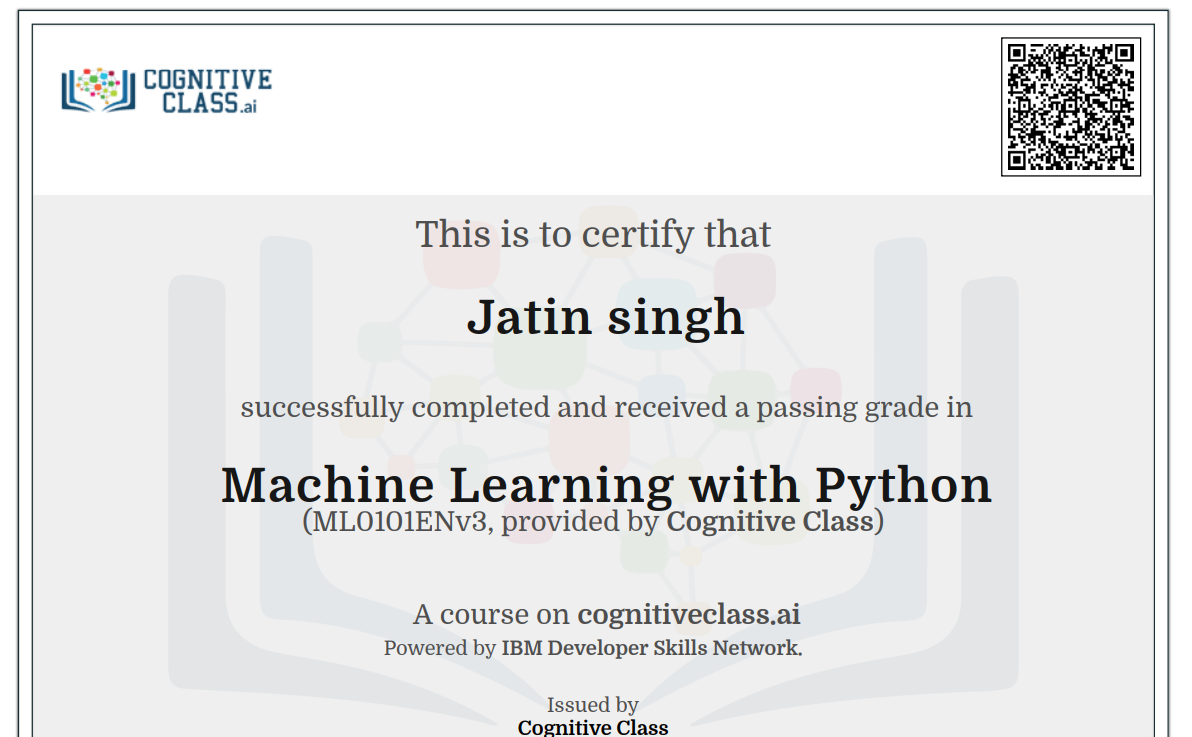 COGNITIVE
CLASS.ai
This is to certify that
Jatin singh
successfully completed and received a passing grade in
Machine Learning with Python
(ML0101ENv3, provided by Cognitive Class)
A course on cognitiveclass.ai
Powered by IBM Developer Skills Network.
Issued by
Cognitive Class